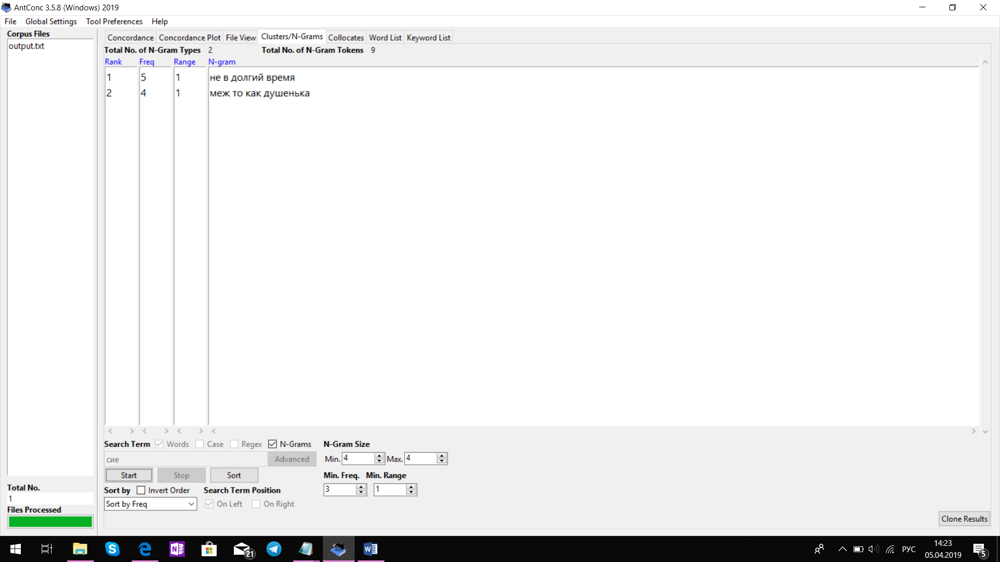 AntConc 3.5.8 (Windows) 2019
File Global Settings Tool Preferences Help
Corpus Files
output.txt
Concordance Concordance Plot File View Clusters/N-Grams Collocates Word List Keyword List
Total No. of N-Gram Types 2 Total No. of N-Gram Tokens 9
Rank Freq Range N-gram
1 5 1 не в долгий время
2 4 1 меж то как душенька
Search Term Words Case Regex N-Grams N-Gram Size
сие Advanced Min. 4 Max. 4
Start Stop Sort Min. Freq. Min. Range
Total No. Sort by Invert Order Search Term Position 3 1
1
Sort by Freq On Left On Right
Files Processed
Clone Results
21 РУС 14:23
05.04.2019 5